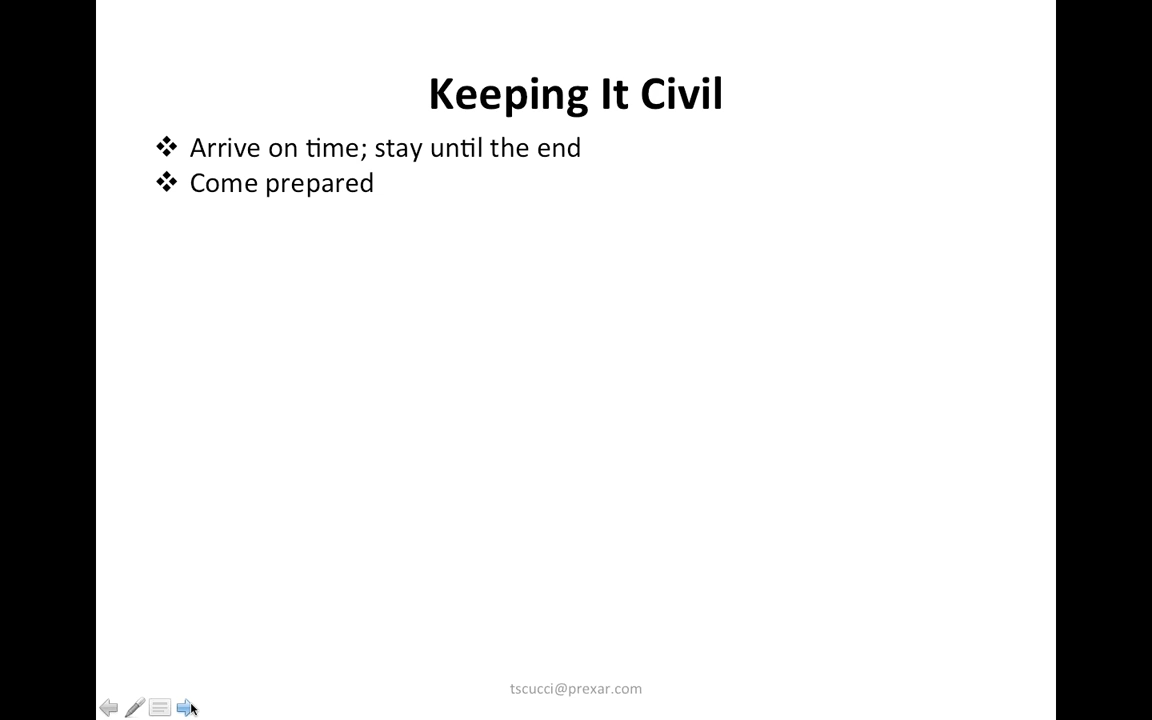 Keeping It Civil
❖ Arrive on time; stay until the end
❖ Come prepared
tscucci@prexar.com